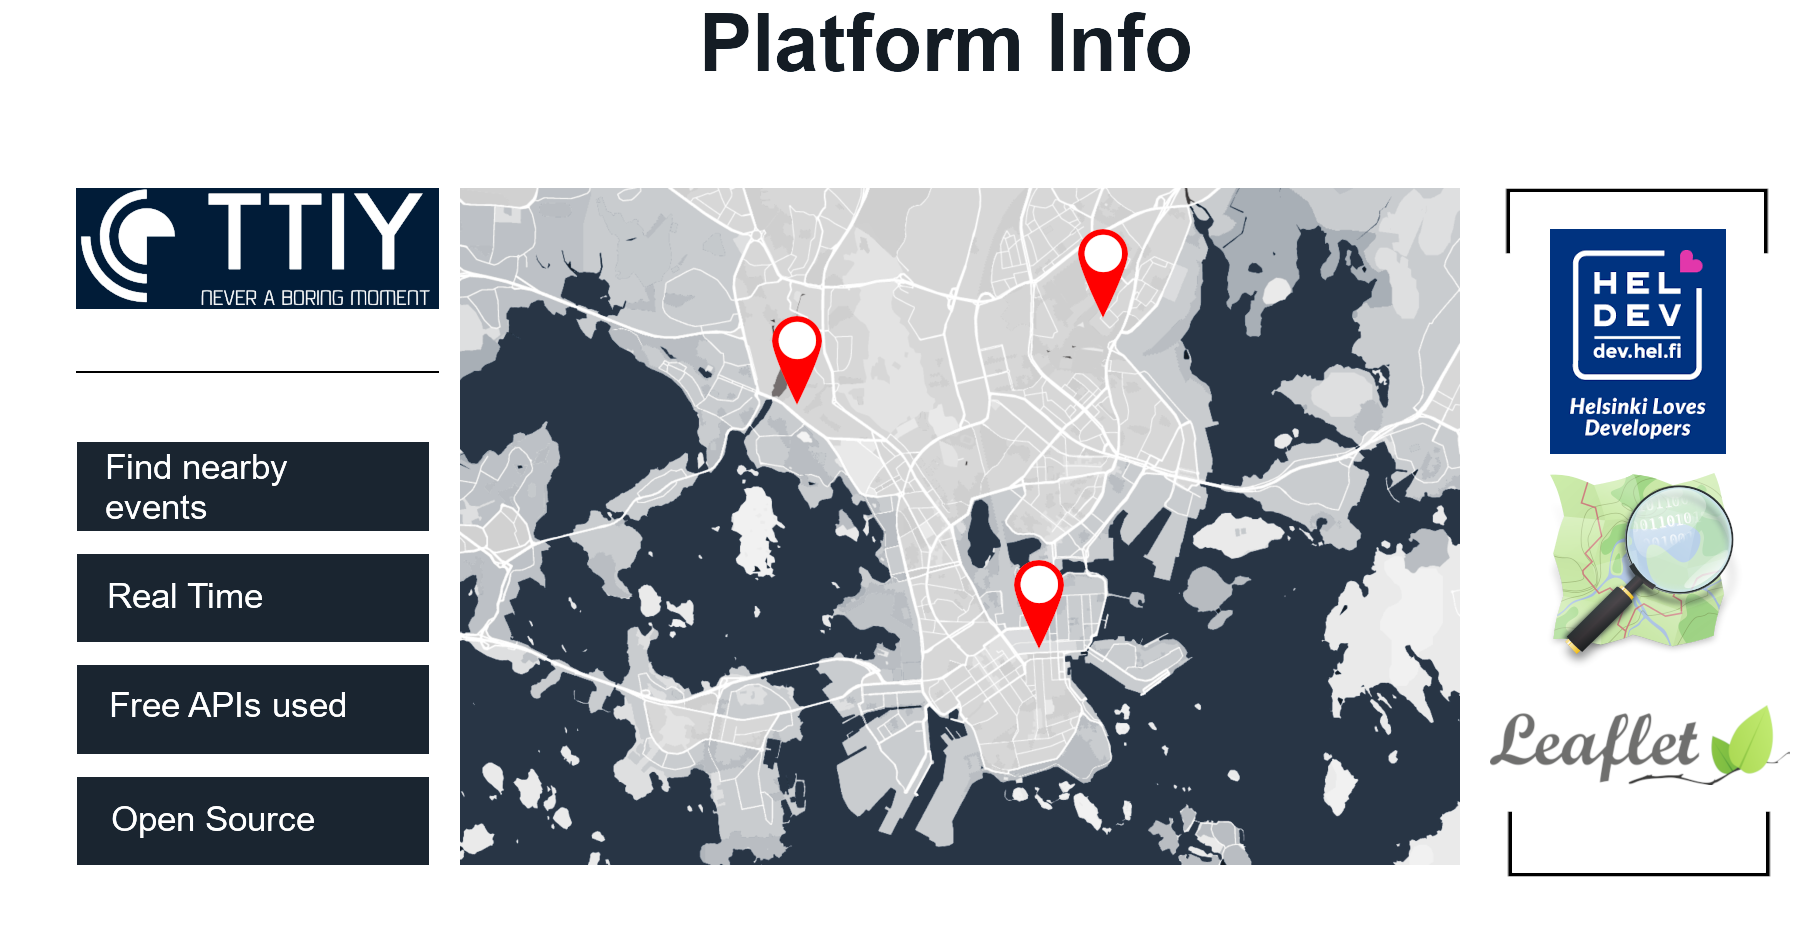 Platform Info
TTIY
NEVER A BORING MOMENT
Find nearby
events
Real Time
Free APIs used
Open Source
HEL
DEV
dev.hel.fi
Helsinki Loves
Developers
011010
Leaflet